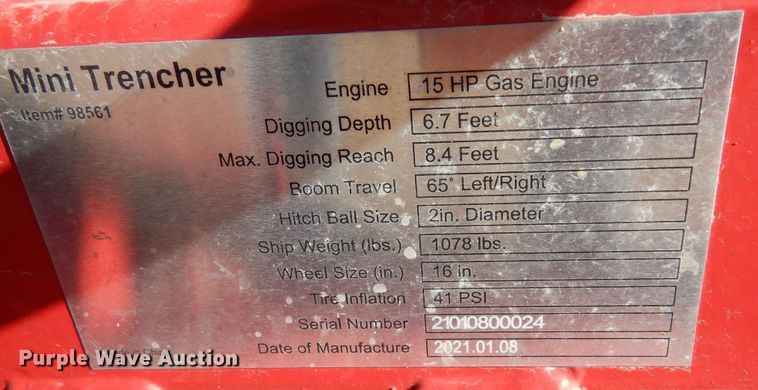 Mini Trencher
Item# 98561
Engine 15 HP Gas Engine
Digging Depth 6.7 Feet
Max. Digging Reach 8.4 Feet
Boom Travel 65° Left/Right
Hitch Ball Size 2in. Diameter
Ship Weight (lbs.) 1078 lbs.
Wheel Size (in.) 16 in.
Tire Inflation 41 PSI
Serial Number 21010800024
Date of Manufacture 2021.01.08
Purple Wave Auction